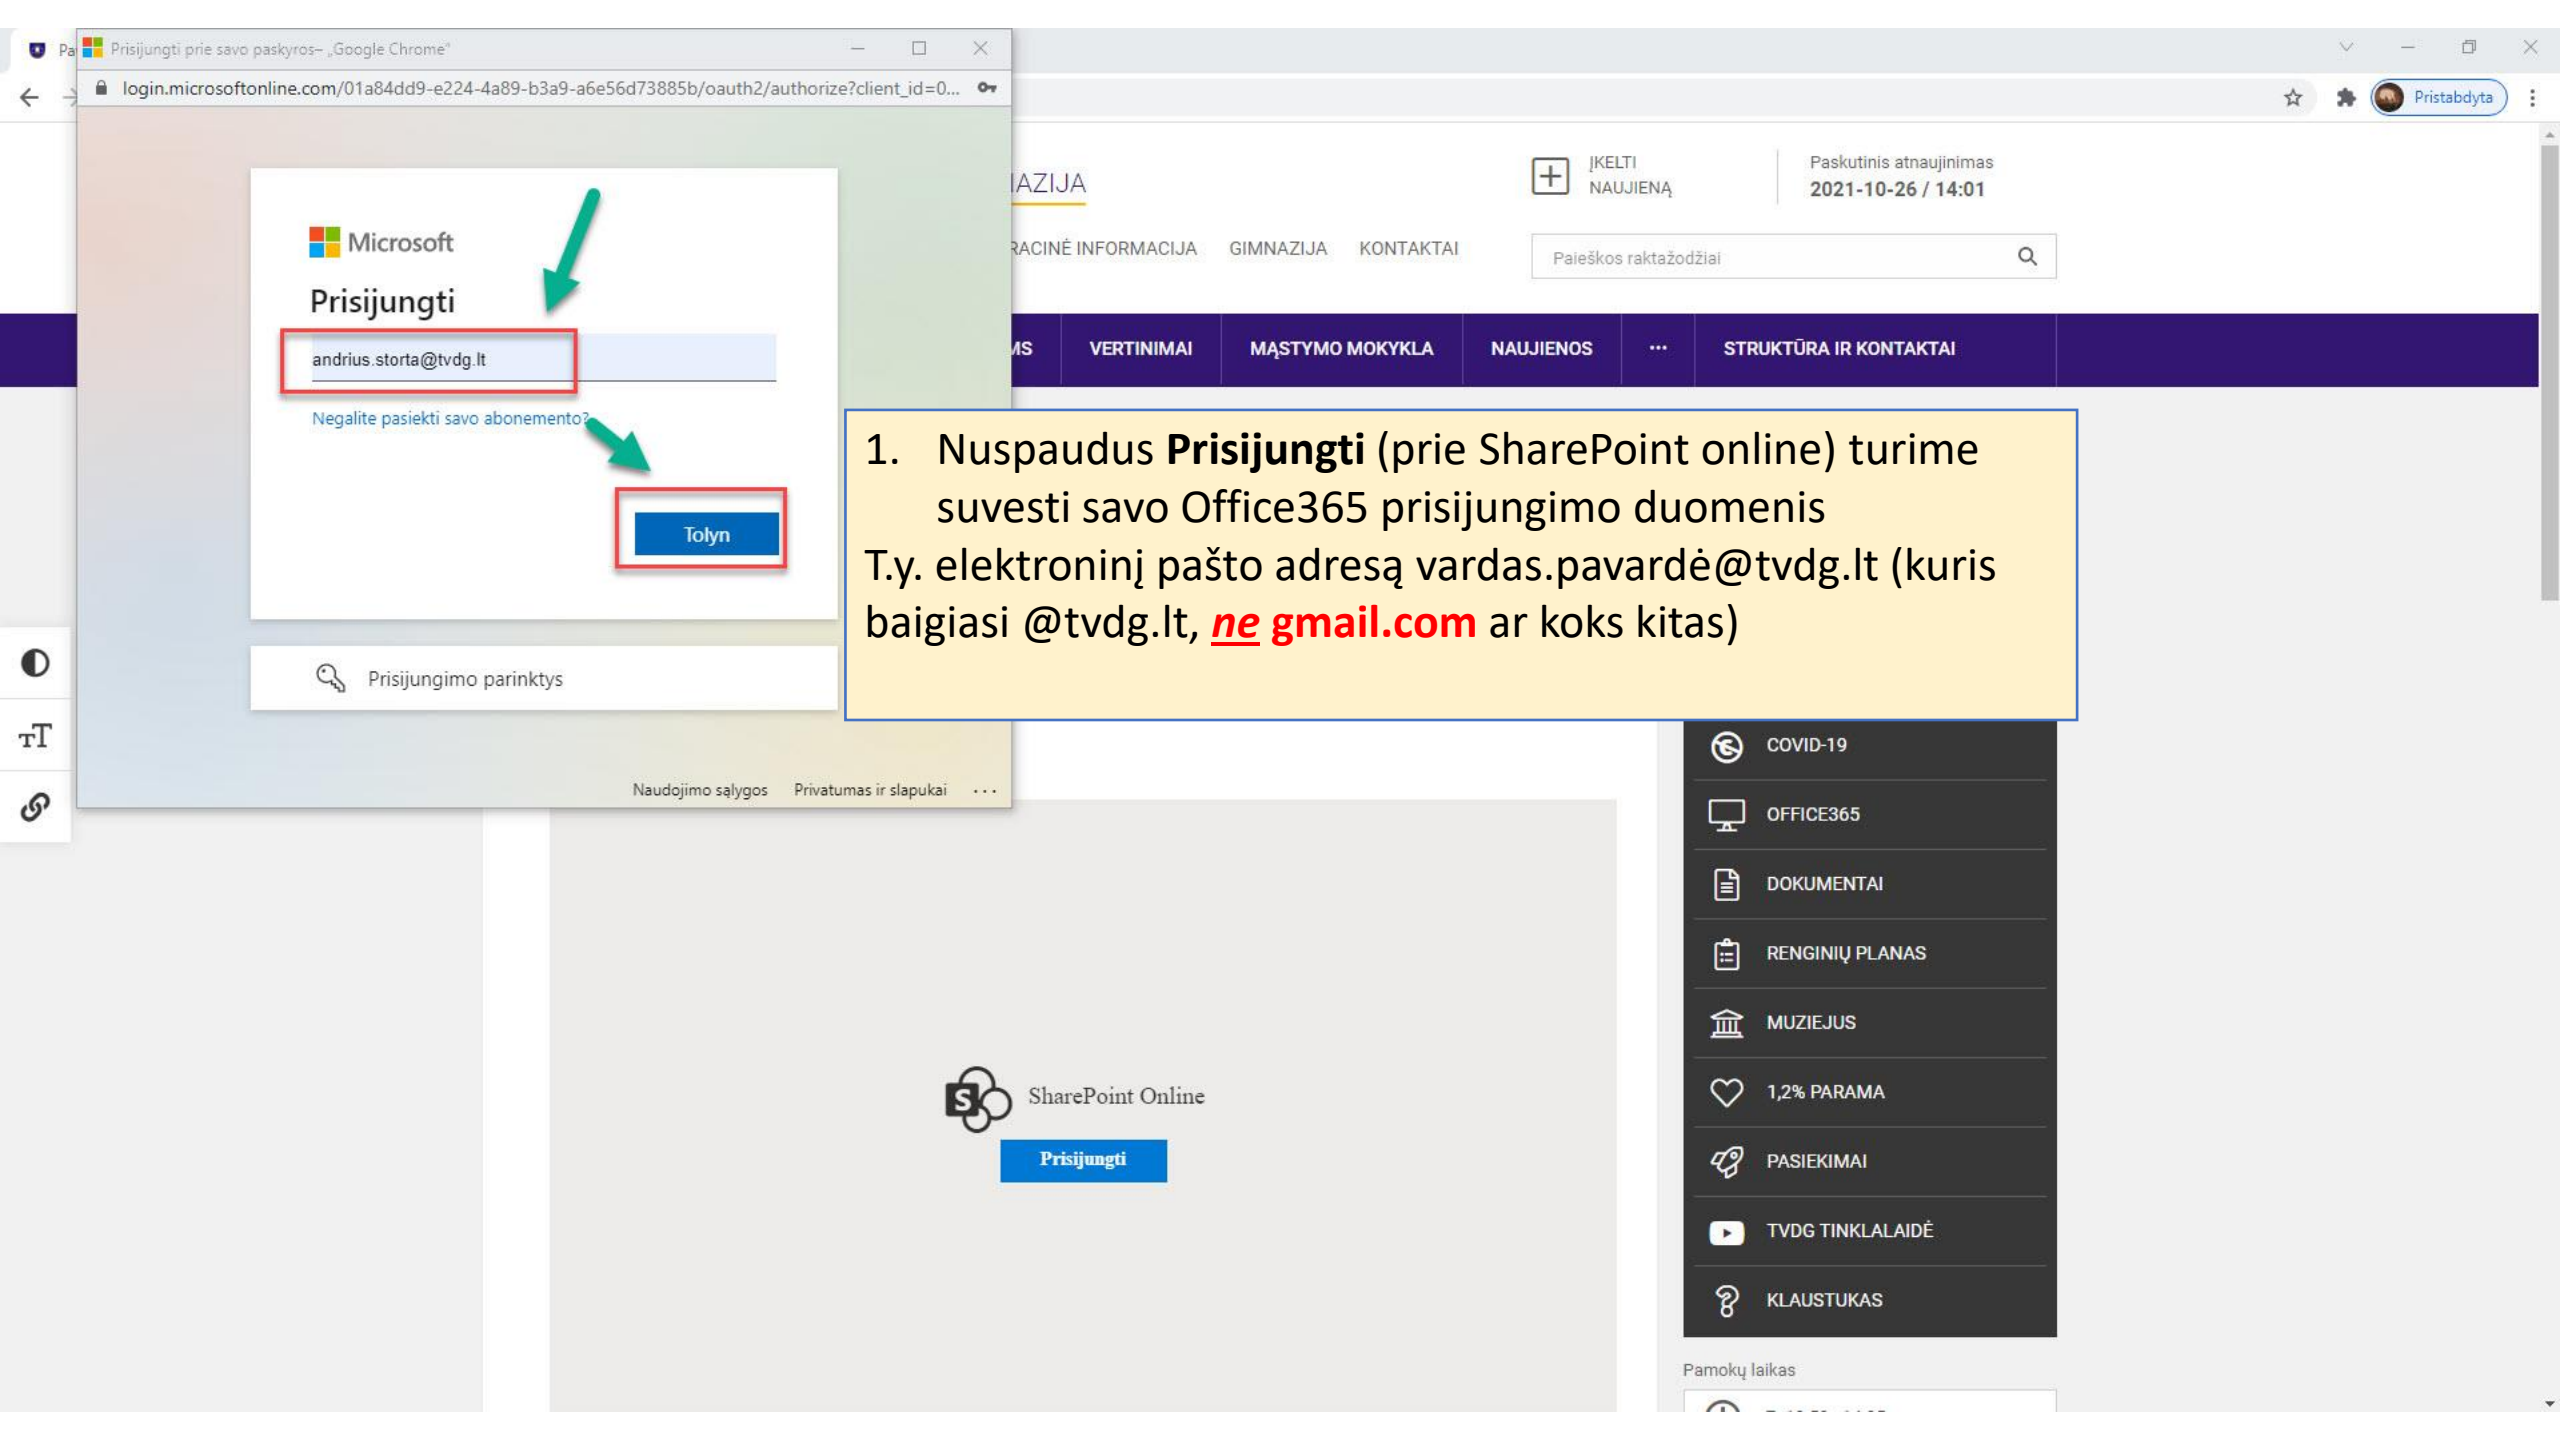 Pa
Prisijungti prie savo paskyros– „Google Chrome“
login.microsoftonline.com/01a84dd9-e224-4a89-b3a9-a6e56d73885b/oauth2/authorize?client_id=0...
Pristabdyta
Microsoft
Prisijungti
andrius.storta@tvdg.lt
Negalite pasiekti savo abonemento?
Tolyn
Prisijungimo parinktys
Naudojimo sąlygos Privatumas ir slapukai ...
IAZIJA
ĮKELTI
NAUJIENĄ
Paskutinis atnaujinimas
2021-10-26 / 14:01
RACINĖ INFORMACIJA GIMNAZIJA KONTAKTAI
Paieškos raktažodžiai
MS VERTINIMAI MĄSTYMO MOKYKLA NAUJIENOS ... STRUKTŪRA IR KONTAKTAI
1. Nuspaudus Prisijungti (prie SharePoint online) turime
suvesti savo Office365 prisijungimo duomenis
T.y. elektroninį pašto adresą vardas.pavardė@tvdg.lt (kuris
baigiasi @tvdg.lt, ne gmail.com ar koks kitas)
TT
SharePoint Online
Prisijungti
COVID-19
OFFICE365
DOKUMENTAI
RENGINIŲ PLANAS
MUZIEJUS
1,2% PARAMA
PASIEKIMAI
TVDG TINKLALAIDĖ
KLAUSTUKAS
Pamokų laikas